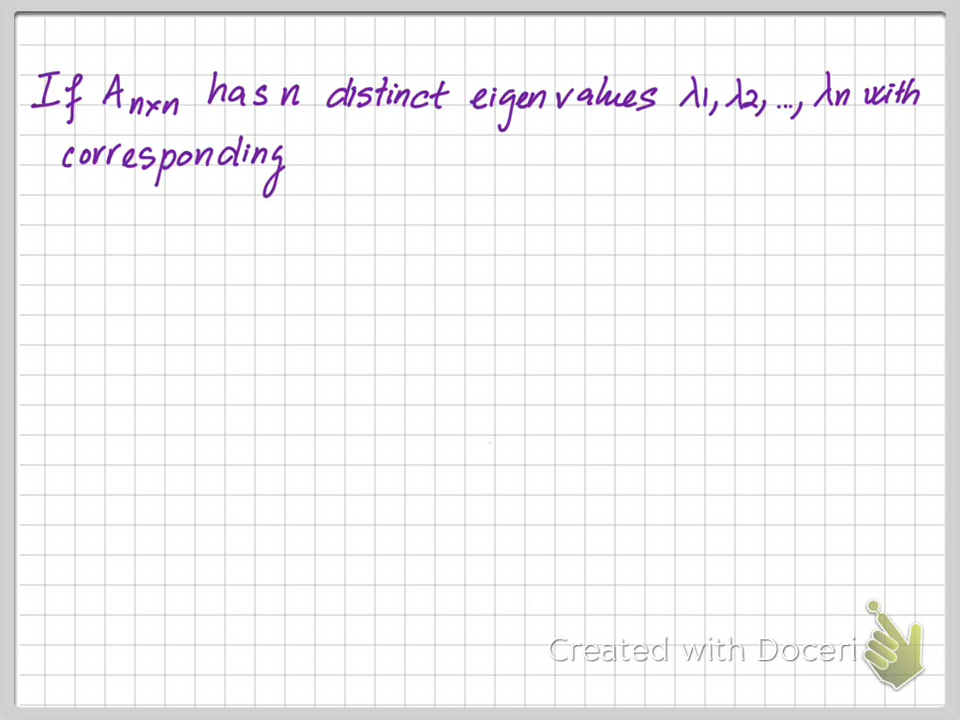 If Anxn has n distinct eigenvalues λ1, λ2, ..., λn with
corresponding
Created with Doceri